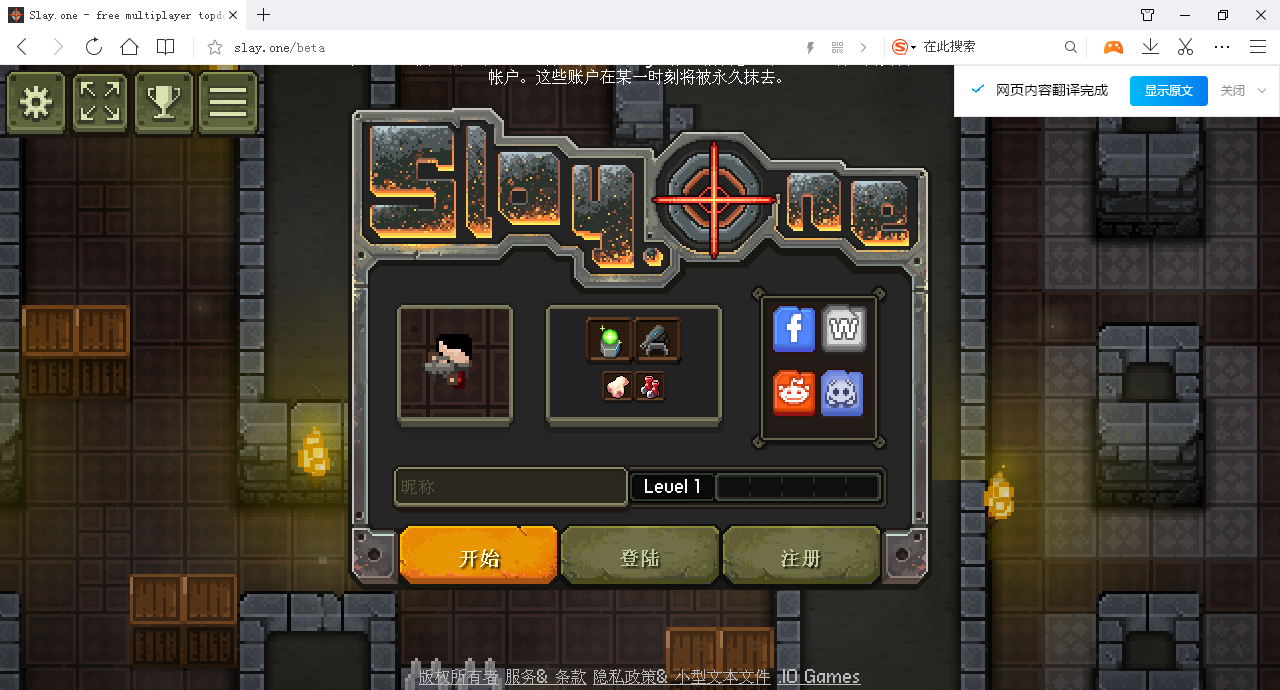 Slay.one - free multiplayer topd
slay.one/beta
在此搜索
帐户。这些账户在某一时刻将被永久抹去。
网页内容翻译完成
显示原文
关闭
Slay.one
昵称
Level 1
开始
登陆
注册
版权所有者 服务& 条款 隐私政策& 小型文本文件 .IO Games